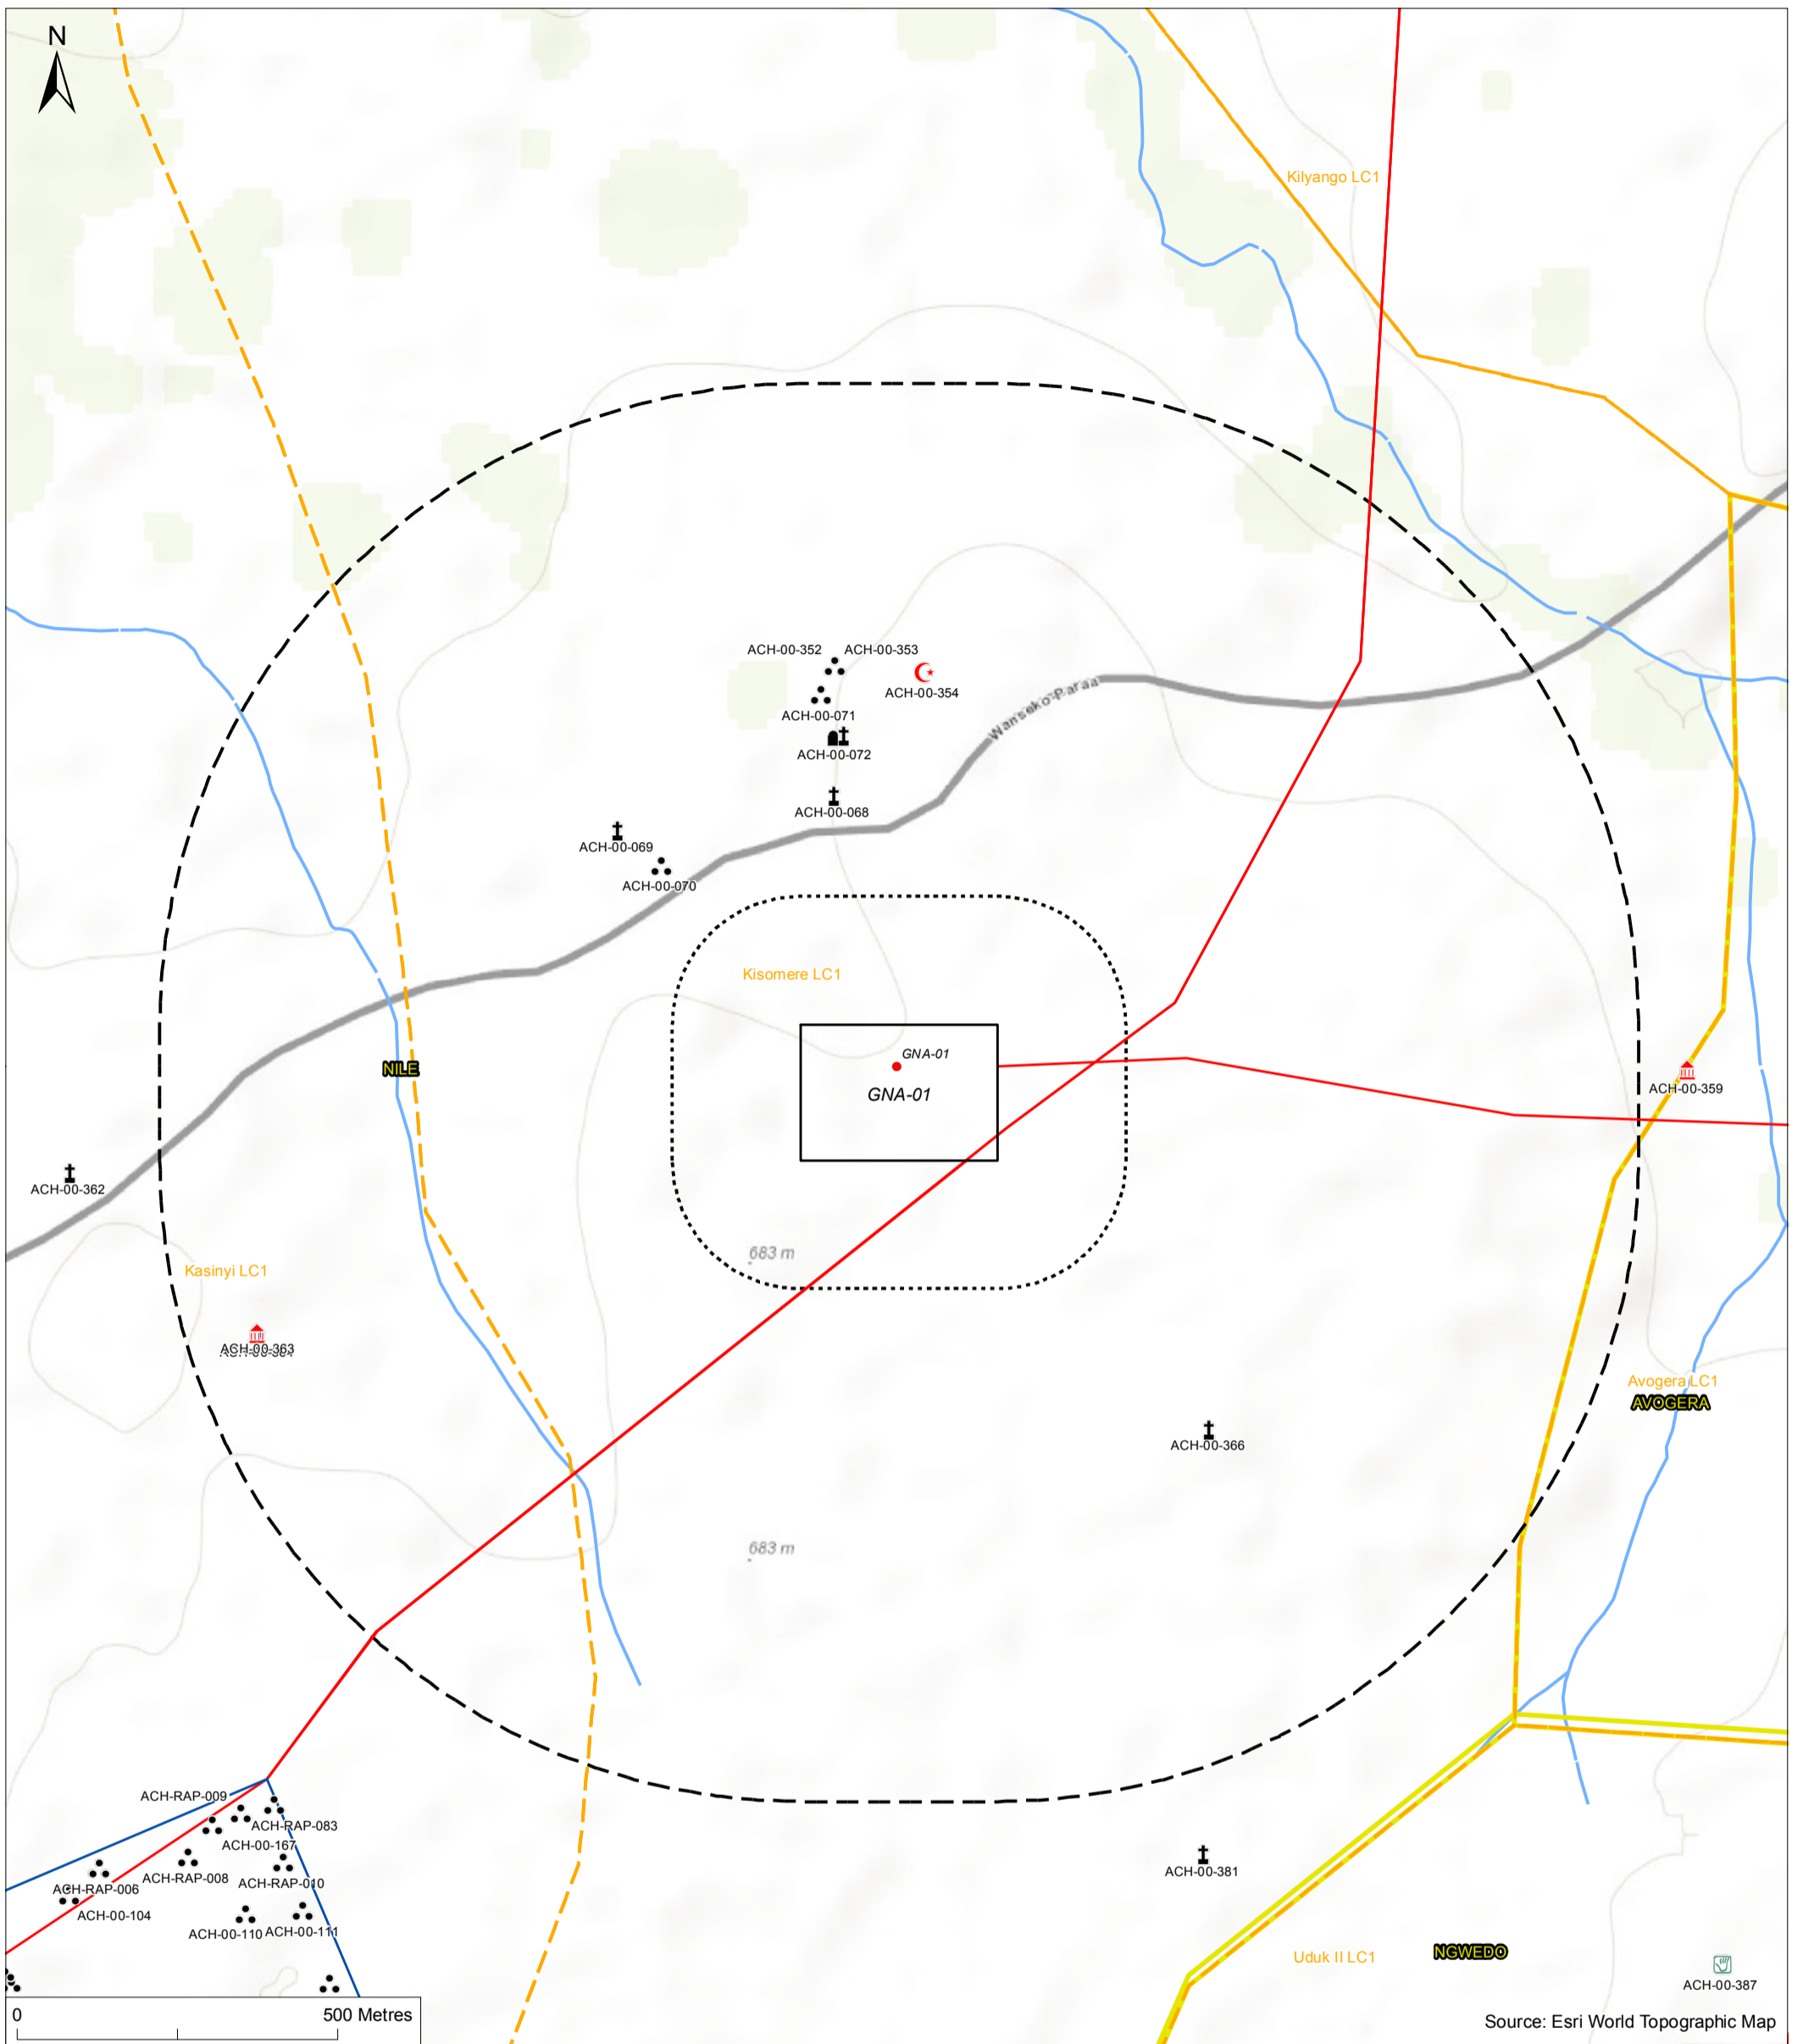 N
Kilyango LC1
ACH-00-352
ACH-00-353
ACH-00-354
Wanseko-Paraa
ACH-00-071
ACH-00-072
ACH-00-068
ACH-00-069
ACH-00-070
Kisomere LC1
GNA-01
GNA-01
NILE
ACH-00-359
ACH-00-362
683 m
Kasinyi LC1
ACH-00-363
Avogera LC1
AVOGERA
ACH-00-366
683 m
ACH-RAP-009
ACH-RAP-083
ACH-00-167
ACH-RAP-008
ACH-RAP-010
ACH-RAP-006
ACH-00-104
ACH-00-110
ACH-00-111
ACH-00-381
Uduk II LC1
NGWEDO
ACH-00-387
0
500 Metres
Source: Esri World Topographic Map